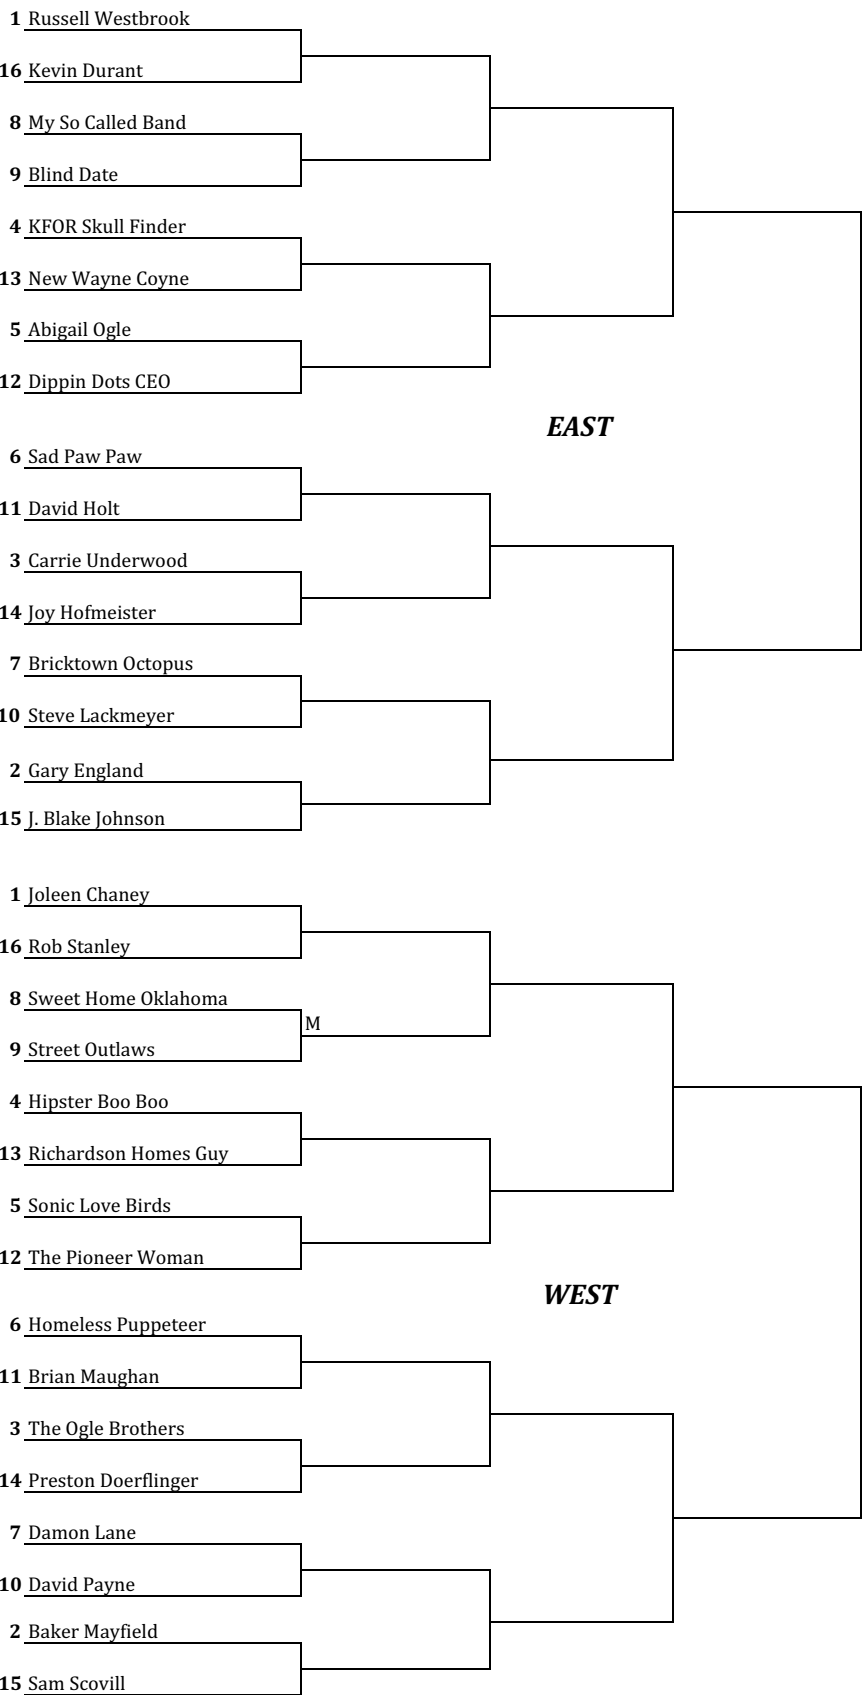 1 Russell Westbrook
16 Kevin Durant
8 My So Called Band
9 Blind Date
4 KFOR Skull Finder
13 New Wayne Coyne
5 Abigail Ogle
12 Dippin Dots CEO
EAST
6 Sad Paw Paw
11 David Holt
3 Carrie Underwood
14 Joy Hofmeister
7 Bricktown Octopus
10 Steve Lackmeyer
2 Gary England
15 J. Blake Johnson
1 Joleen Chaney
16 Rob Stanley
8 Sweet Home Oklahoma
M
9 Street Outlaws
4 Hipster Boo Boo
13 Richardson Homes Guy
5 Sonic Love Birds
12 The Pioneer Woman
WEST
6 Homeless Puppeteer
11 Brian Maughan
3 The Ogle Brothers
14 Preston Doerflinger
7 Damon Lane
10 David Payne
2 Baker Mayfield
15 Sam Scovill